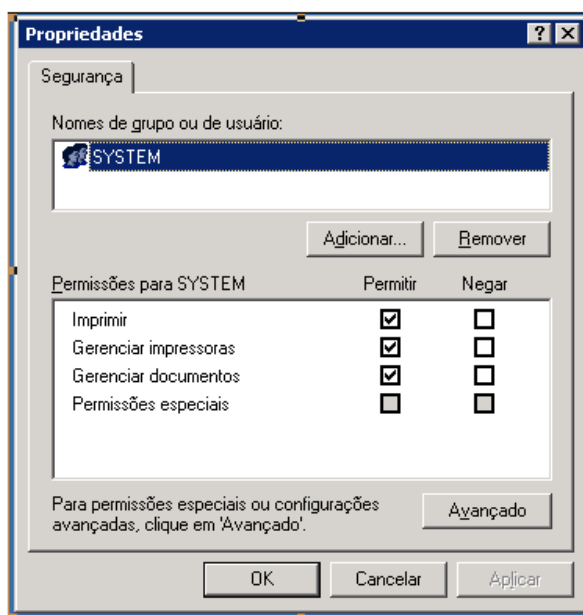 Propriedades
Segurança
Nomes de grupo ou de usuário:
SYSTEM
Adicionar... Remover
Permissões para SYSTEM Permitir Negar
Imprimir
Gerenciar impressoras
Gerenciar documentos
Permissões especiais
Para permissões especiais ou configurações
avançadas, clique em 'Avançado'.
Avançado
OK Cancelar Aplicar